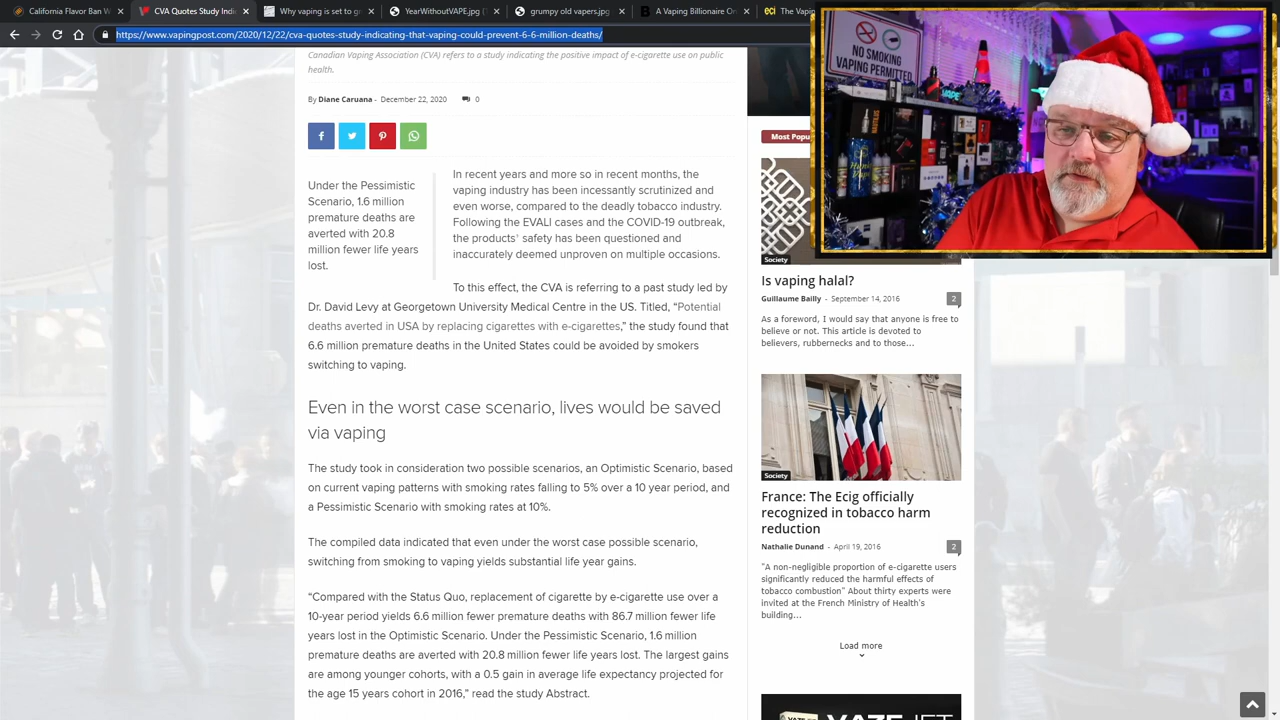 California Flavor Ban
CVA Quotes Study Indicating
Vaping industry set to rally in
CBAWithoutVAPE.jpg
World of vapersjpg
A Vaping Billionaire C
The Va
https://www.vapingpost.com/2020/12/22/cva-quotes-study-indicating-that-vaping-could-prevent-6-6-million-deaths/
NO SMOKING
VAPING PERMITTED
Canadian Vaping Association (CVA) refers to a study indicating the positive impact of e-cigarette use on public
health.
By Diane Caruana - December 22, 2020 0
Under the Pessimistic
Scenario, 1.6 million
premature deaths are
averted with 20.8
million fewer life years
lost.
In recent years and more so in recent months, the
vaping industry has been incessantly scrutinized and
even worse, compared to the deadly tobacco industry.
Following the EVALI cases and the COVID-19 outbreak,
the products' safety has been questioned and
inaccurately deemed unproven on multiple occasions.
To this effect, the CVA is referring to a past study led by
Dr. David Levy at Georgetown University Medical Centre in the US. Titled, “Potential
deaths averted in USA by replacing cigarettes with e-cigarettes,” the study found that
6.6 million premature deaths in the United States could be avoided by smokers
switching to vaping.
Even in the worst case scenario, lives would be saved
via vaping
The study took in consideration two possible scenarios, an Optimistic Scenario, based
on current vaping patterns with smoking rates falling to 5% over a 10 year period, and
a Pessimistic Scenario with smoking rates at 10%.
The compiled data indicated that even under the worst case possible scenario,
switching from smoking to vaping yields substantial life year gains.
“Compared with the Status Quo, replacement of cigarette by e-cigarette use over a
10-year period yields 6.6 million fewer premature deaths with 86.7 million fewer life
years lost in the Optimistic Scenario. Under the Pessimistic Scenario, 1.6 million
premature deaths are averted with 20.8 million fewer life years lost. The largest gains
are among younger cohorts, with a 0.5 gain in average life expectancy projected for
the age 15 years cohort in 2016,” read the study Abstract.
Most Popu
Society
Is vaping halal?
Guillaume Bailly - September 14, 2016 2
As a foreword, I would say that anyone is free to
believe or not. This article is devoted to
believers, rubbernecks and to those...
Society
France: The Ecig officially
recognized in tobacco harm
reduction
Nathalie Dunand - April 19, 2016 2
"A non-negligible proportion of e-cigarette users
significantly reduced the harmful effects of
tobacco combustion" About thirty experts were
invited at the French Ministry of Health's
building...
Load more